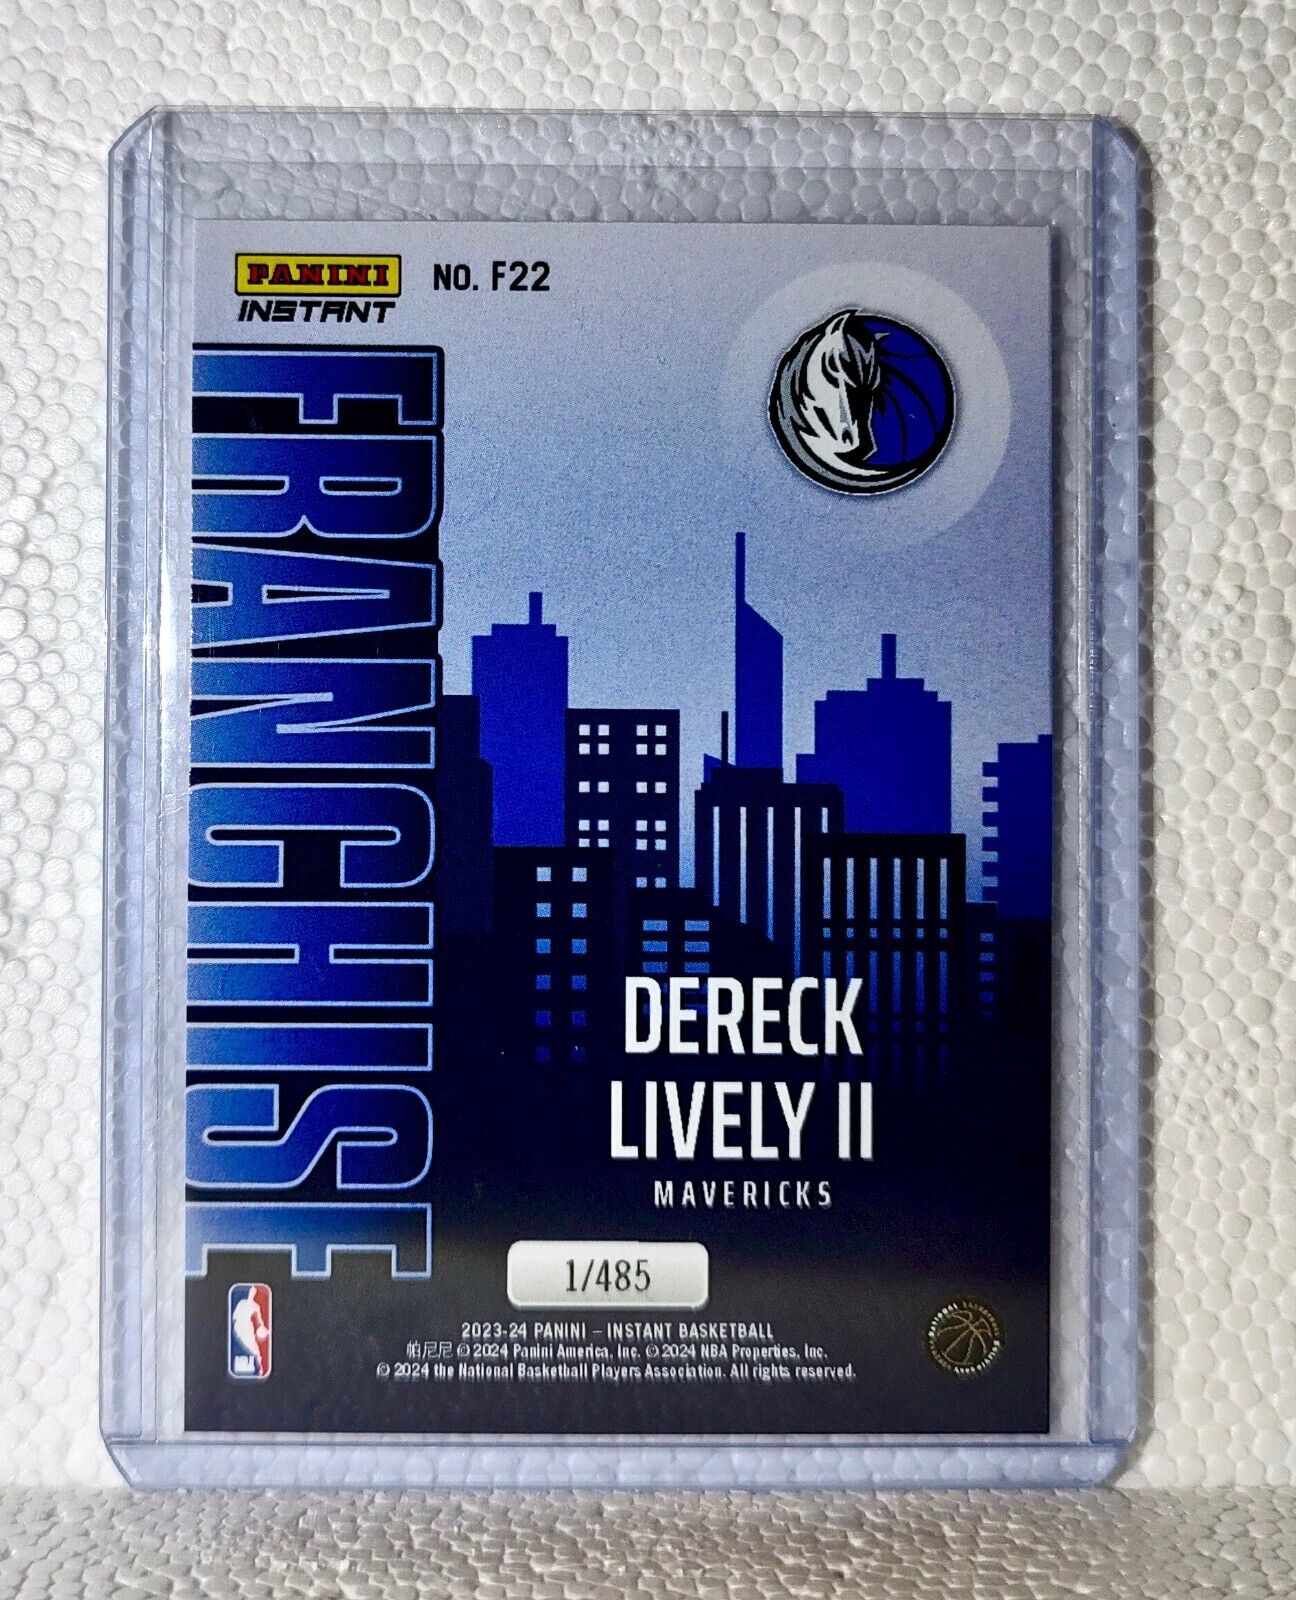 PANINI
INSTANT
NO. F22
FRANCHISE
DERECK
LIVELY II
MAVERICKS
1/485
2023-24 PANINI – INSTANT BASKETBALL
帕尼尼 © 2024 Panini America, Inc. © 2024 NBA Properties, Inc.
© 2024 the National Basketball Players Association. All rights reserved.